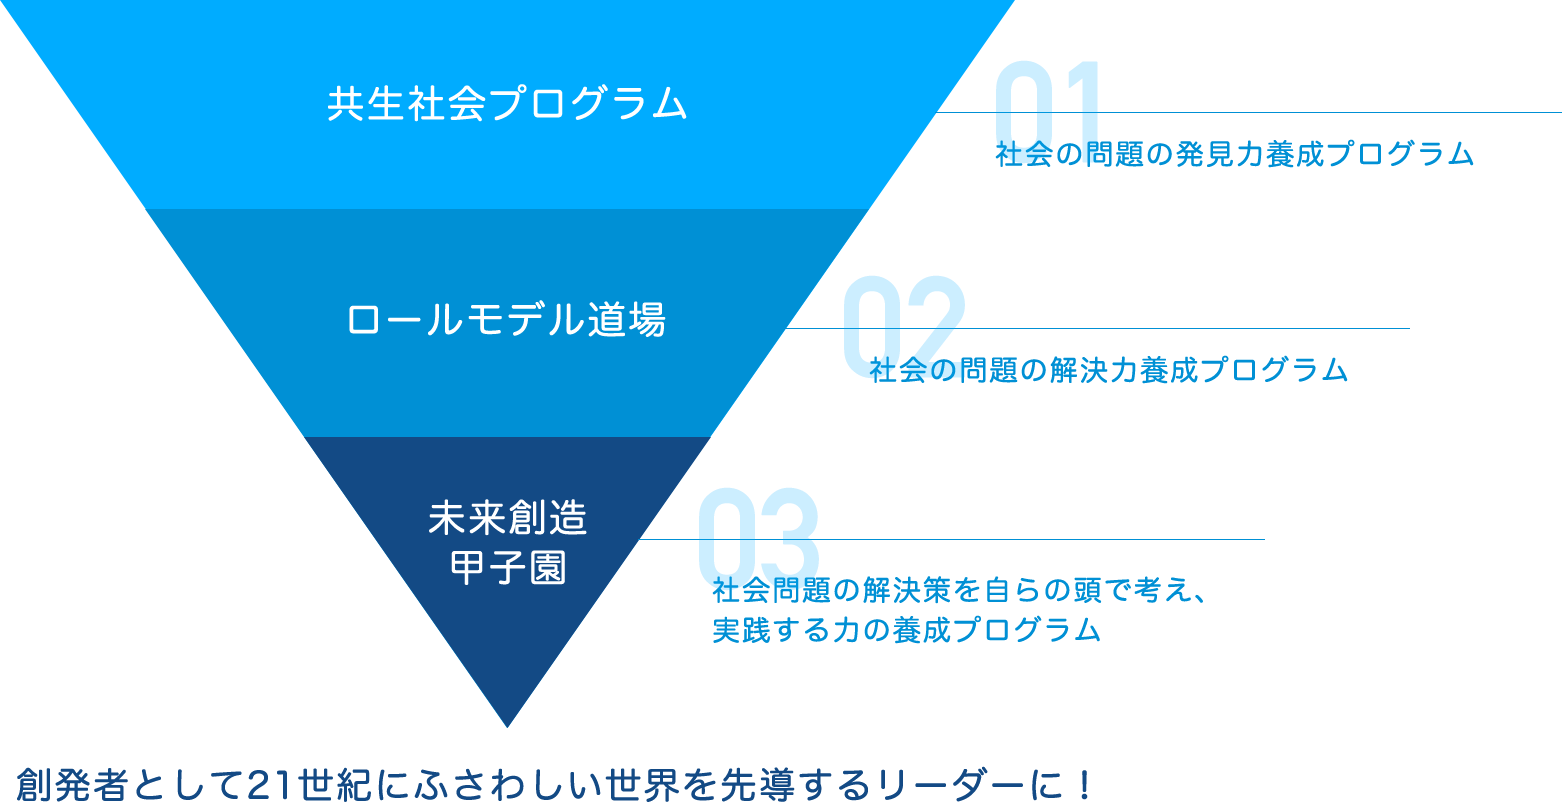 共生社会プログラム
01
社会の問題の発見力養成プログラム
ロールモデル道場
02
社会の問題の解決力養成プログラム
未来創造
甲子園
03
社会問題の解決策を自らの頭で考え、
実践する力の養成プログラム
創発者として21世紀にふさわしい世界を先導するリーダーに！